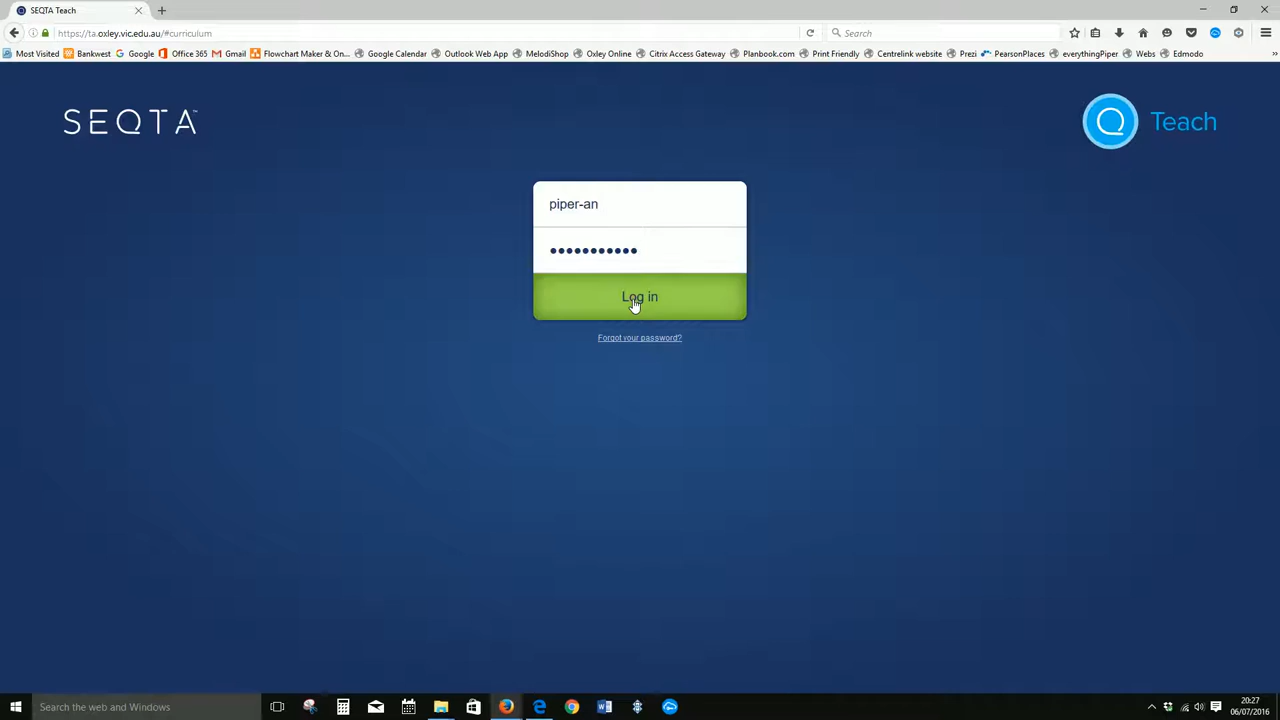 SEQTA Teach
https://ta.oxley.vic.edu.au/#curriculum
Search
Most Visited Bankwest Google Office 365 Gmail Flowchart Maker & On... Google Calendar Outlook Web App MelodiShop Oxley Online Citrix Access Gateway Planbook.com Print Friendly Centrelink website Prezi PearsonPlaces everythingPiper Webs Edmodo
SEQTA™
Q Teach
piper-an
Log in
Forgot your password?
Search the web and Windows
20:27
06/07/2016